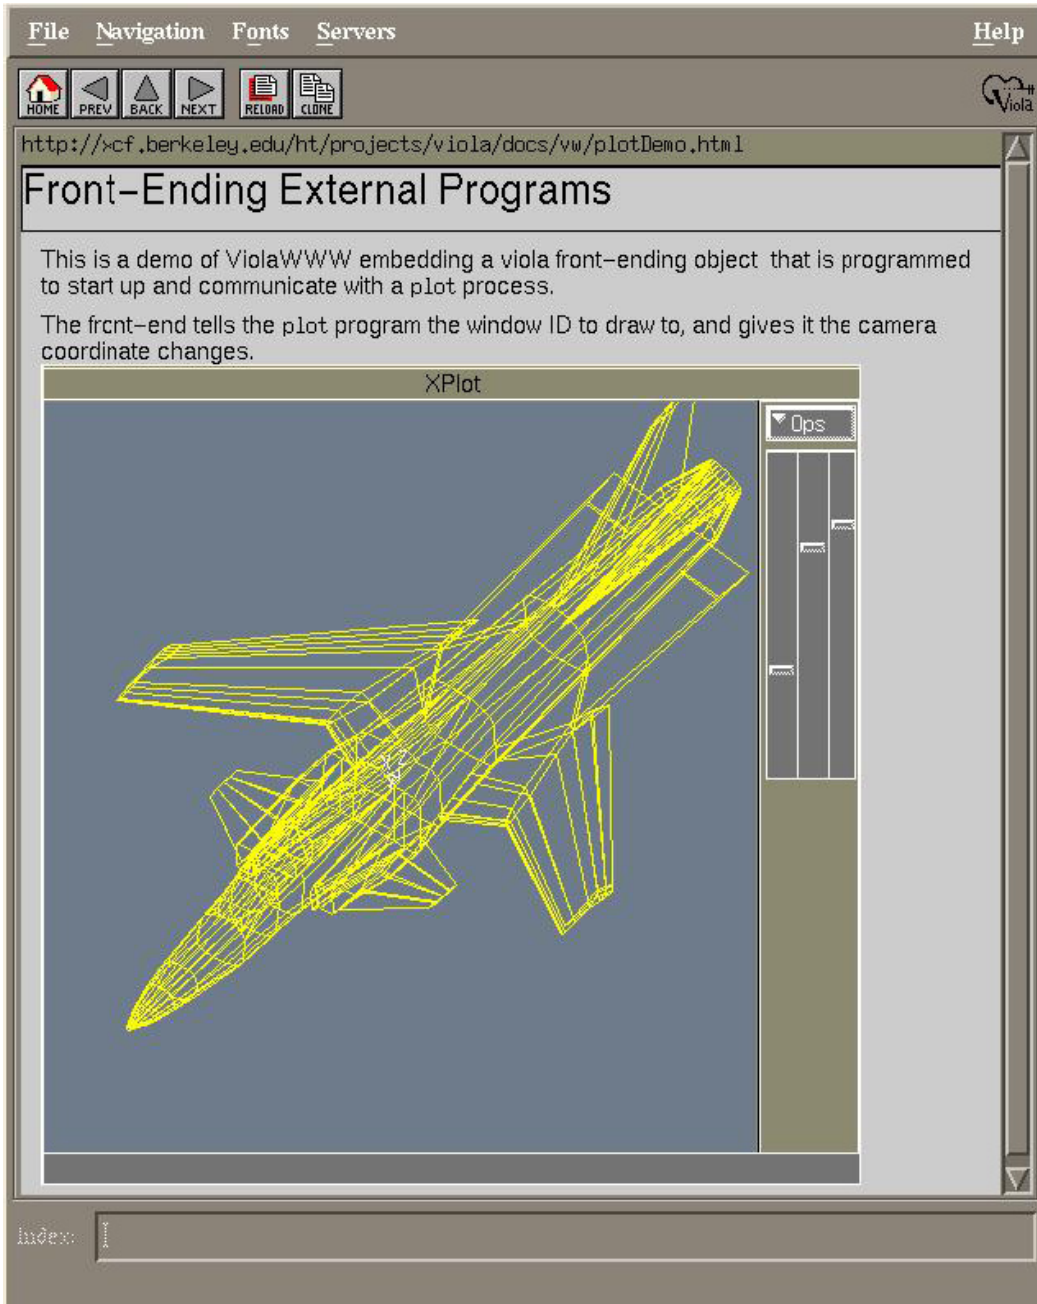 File Navigation Fonts Servers Help
HOME PREV BACK NEXT RELOAD CLONE Viola
http://xcf.berkeley.edu/ht/projects/viola/docs/vw/plotDemo.html
Front-Ending External Programs
This is a demo of ViolaWWW embedding a viola front-ending object that is programmed
to start up and communicate with a plot process.
The front-end tells the plot program the window ID to draw to, and gives it the camera
coordinate changes.
XPlot
Ops
Index: